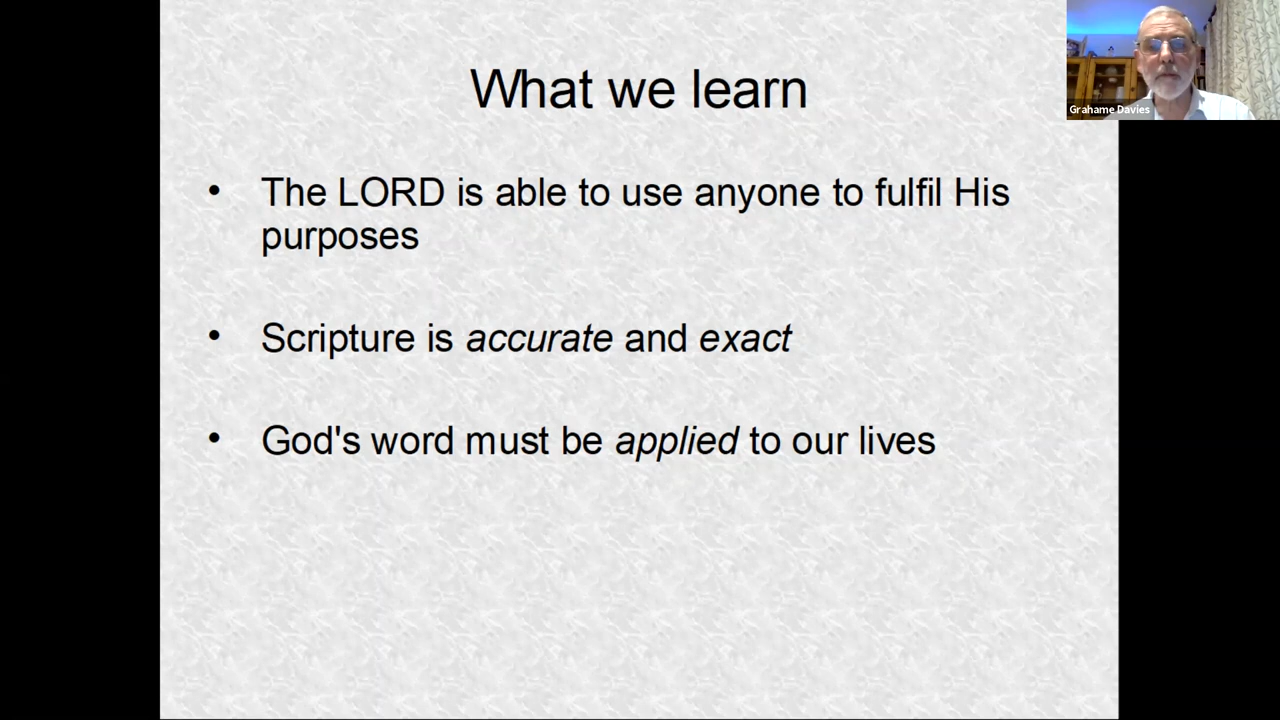 What we learn
• The LORD is able to use anyone to fulfil His
purposes
• Scripture is accurate and exact
• God's word must be applied to our lives
Grahame Davies